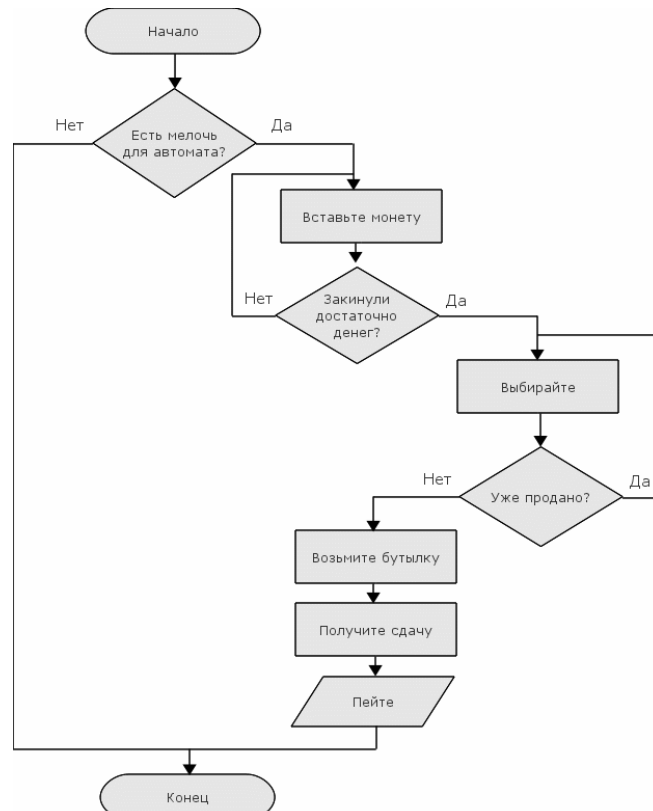 Начало
Нет
Да
Есть мелочь
для автомата?
Вставьте монету
Нет
Закинули
достаточно
денег?
Да
Выбирайте
Нет
Уже продано?
Да
Возьмите бутылку
Получите сдачу
Пейте
Конец